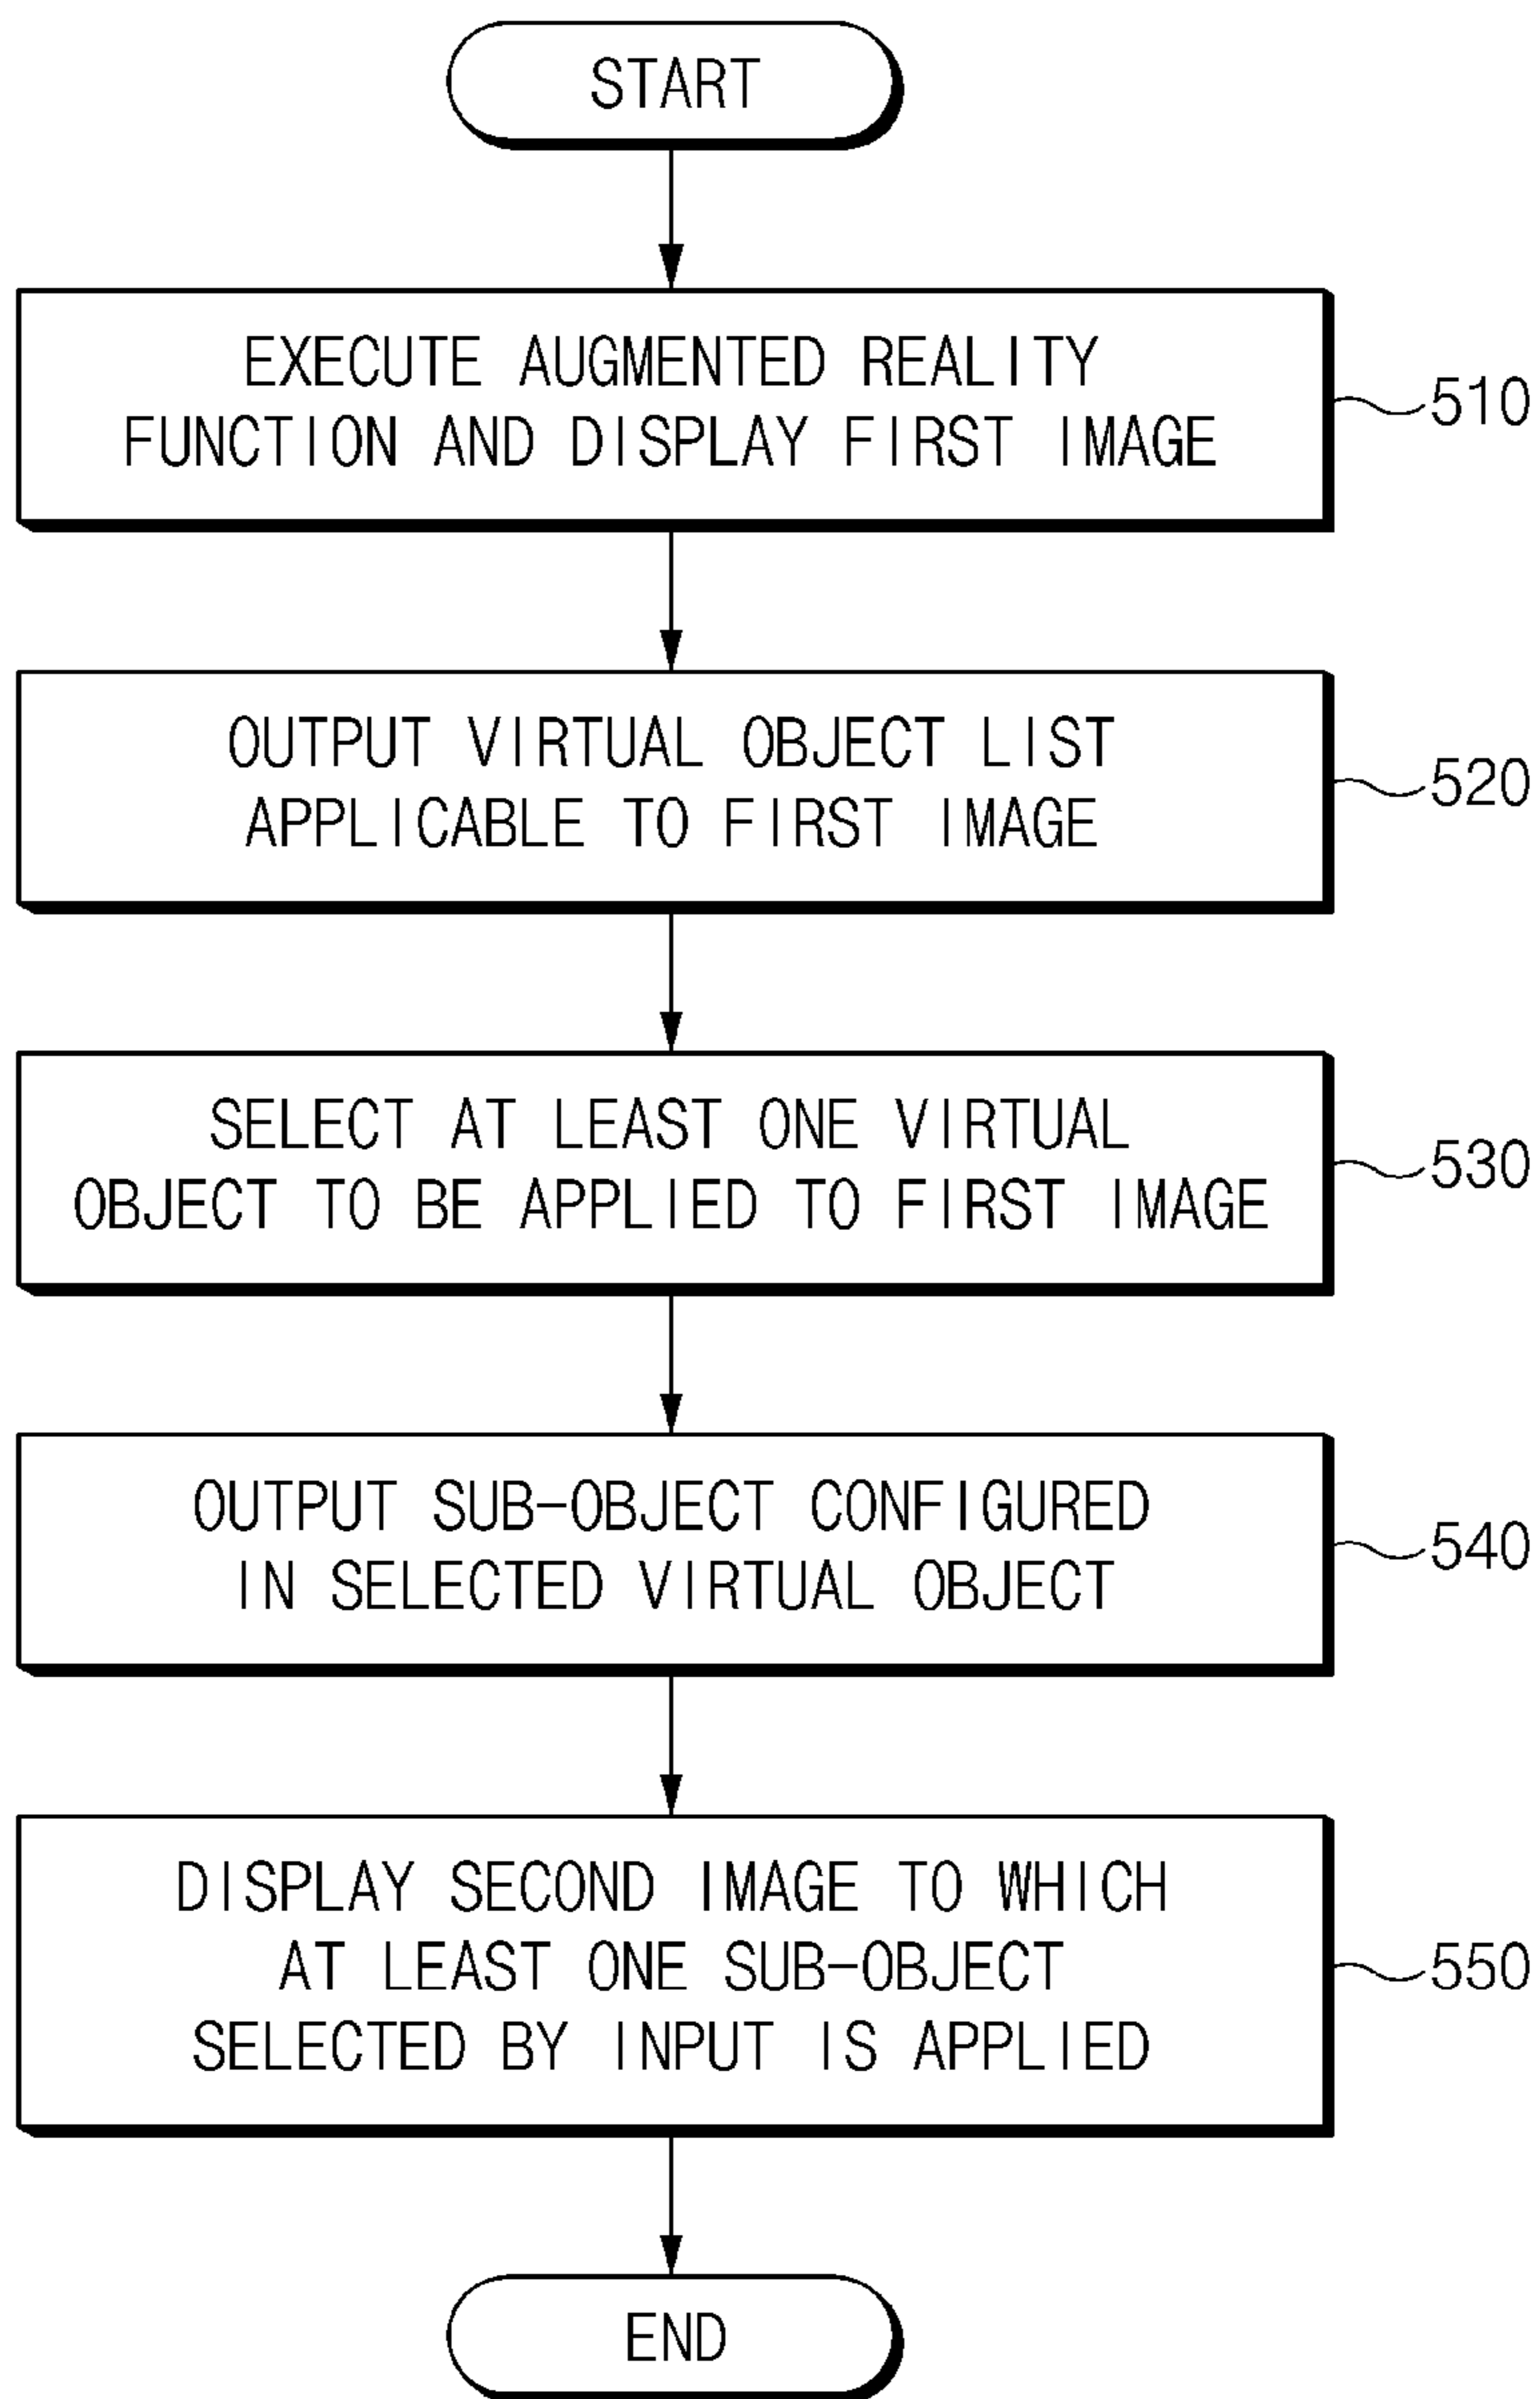 START
EXECUTE AUGMENTED REALITY
FUNCTION AND DISPLAY FIRST IMAGE
510
OUTPUT VIRTUAL OBJECT LIST
APPLICABLE TO FIRST IMAGE
520
SELECT AT LEAST ONE VIRTUAL
OBJECT TO BE APPLIED TO FIRST IMAGE
530
OUTPUT SUB-OBJECT CONFIGURED
IN SELECTED VIRTUAL OBJECT
540
DISPLAY SECOND IMAGE TO WHICH
AT LEAST ONE SUB-OBJECT
SELECTED BY INPUT IS APPLIED
550
END